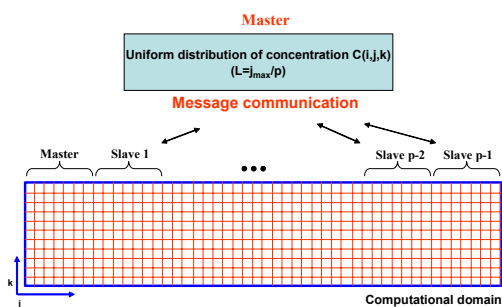 Master
Uniform distribution of concentration C(i,j,k)
(L=jmax/p)
Message communication
Master Slave 1 ••• Slave p-2 Slave p-1
k
i
Computational domain